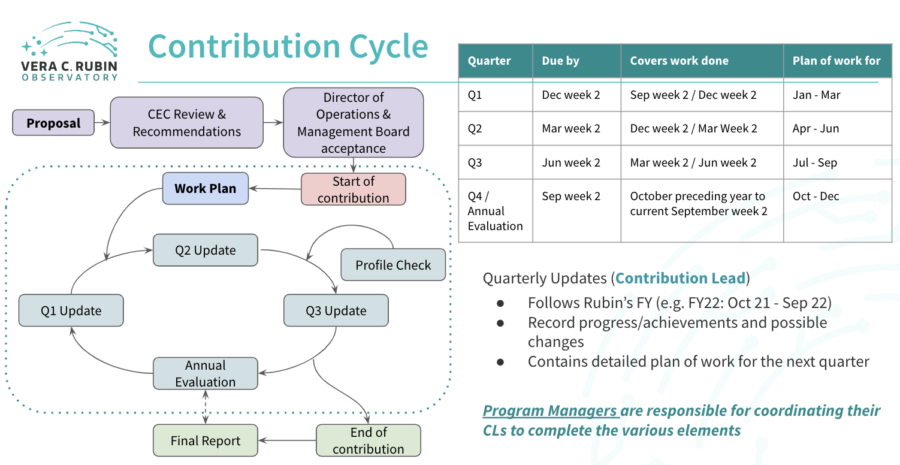 VERA C. RUBIN
OBSERVATORY
Contribution Cycle
Proposal
CEC Review &
Recommendations
Director of
Operations &
Management Board
acceptance
Work Plan
Start of
contribution
Q2 Update
Profile Check
Q1 Update
Q3 Update
Annual
Evaluation
Final Report
End of
contribution
Quarter Due by Covers work done Plan of work for
Q1 Dec week 2 Sep week 2 / Dec week 2 Jan - Mar
Q2 Mar week 2 Dec week 2 / Mar Week 2 Apr - Jun
Q3 Jun week 2 Mar week 2 / Jun week 2 Jul - Sep
Q4 / Sep week 2 October preceding year to Oct - Dec
Annual current September week 2
Evaluation
Quarterly Updates (Contribution Lead)
● Follows Rubin's FY (e.g. FY22: Oct 21 - Sep 22)
● Record progress/achievements and possible
changes
● Contains detailed plan of work for the next quarter
Program Managers are responsible for coordinating their
CLs to complete the various elements